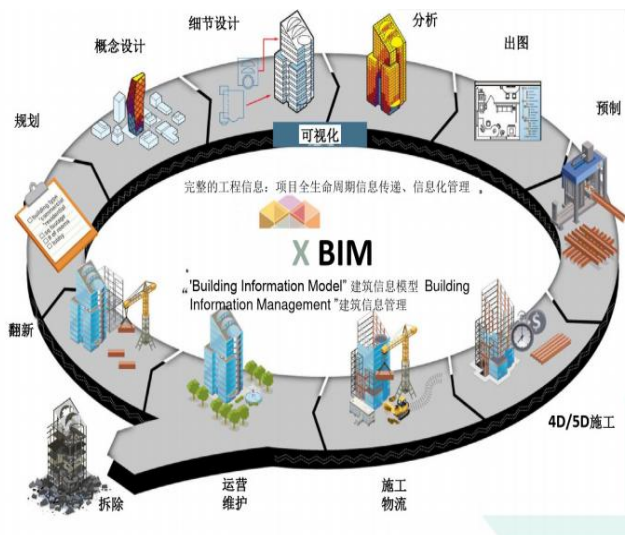 细节设计
分析
概念设计
出图
规划
预制
可视化
完整的工程信息：项目全生命周期信息传递、信息化管理 。
building type
X BIM
“'Building Information Model” 建筑信息模型 Building
Information Management ”建筑信息管理
翻新
4D/5D施工
拆除
运营
维护
施工
物流